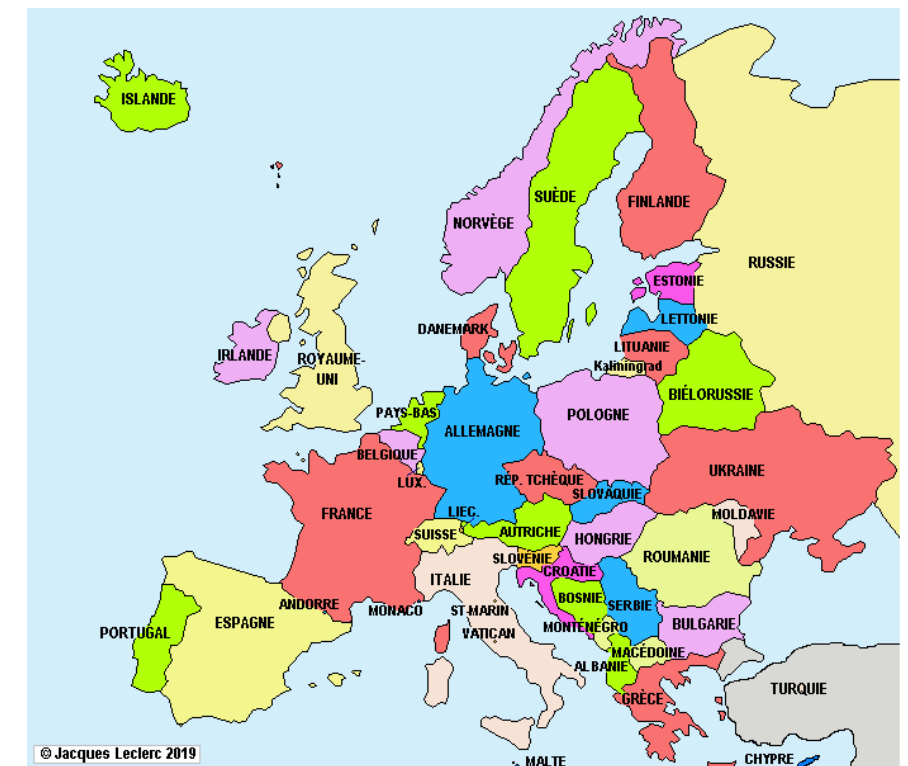 ISLANDE
SUÈDE
FINLANDE
NORVÈGE
RUSSIE
ESTONIE
LETTONIE
DANEMARK
LITUANIE
IRLANDE
ROYAUME-
UNI
Kaliningrad
BIÉLORUSSIE
PAYS-BAS
POLOGNE
ALLEMAGNE
BELGIQUE
UKRAINE
RÉP. TCHÈQUE
LUX.
SLOVAQUIE
FRANCE
LIEC.
MOLDAVIE
SUISSE
AUTRICHE
HONGRIE
SLOVÉNIE
ROUMANIE
CROATIE
ITALIE
BOSNIE
ANDORRE
MONACO
ST-MARIN
SERBIE
ESPAGNE
PORTUGAL
VATICAN
MONTÉNÉGRO
BULGARIE
MACÉDOINE
ALBANIE
TURQUIE
GRÈCE
© Jacques Leclerc 2019
MALTE
CHYPRE